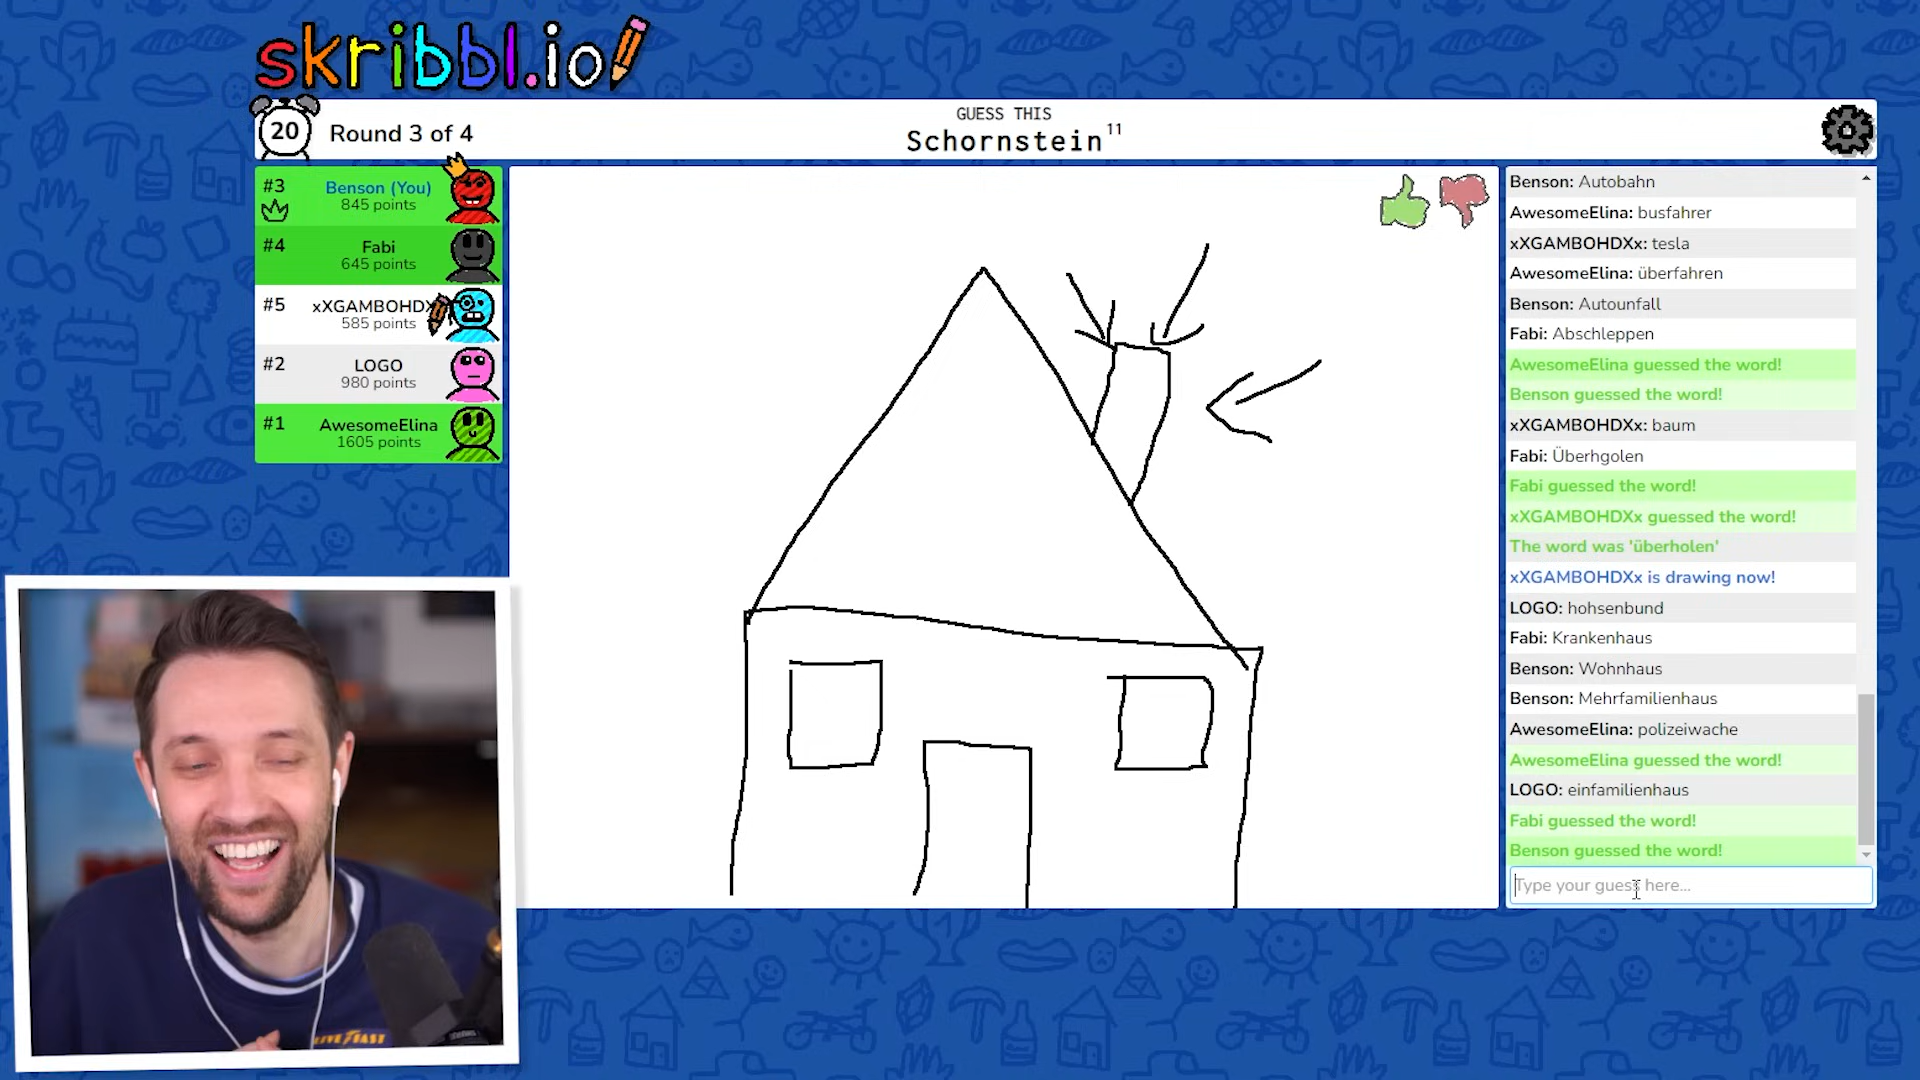 skribbl.io
20
Round 3 of 4
GUESS THIS
Schornstein 11
#3
Benson (You)
845 points
#4
Fabi
645 points
#5
xXGAMBOHDX
585 points
#2
LOGO
980 points
#1
AwesomeElina
1605 points
Benson: Autobahn
AwesomeElina: busfahrer
xXGAMBOHDXx: tesla
AwesomeElina: überfahren
Benson: Autounfall
Fabi: Abschleppen
AwesomeElina guessed the word!
Benson guessed the word!
xXGAMBOHDXx: baum
Fabi: Überhgolen
Fabi guessed the word!
xXGAMBOHDXx guessed the word!
The word was 'überholen'
xXGAMBOHDXx is drawing now!
LOGO: hohsenbund
Fabi: Krankenhaus
Benson: Wohnhaus
Benson: Mehrfamilienhaus
AwesomeElina: polizeiwache
AwesomeElina guessed the word!
LOGO: einfamilienhaus
Fabi guessed the word!
Benson guessed the word!
Type your guess here...